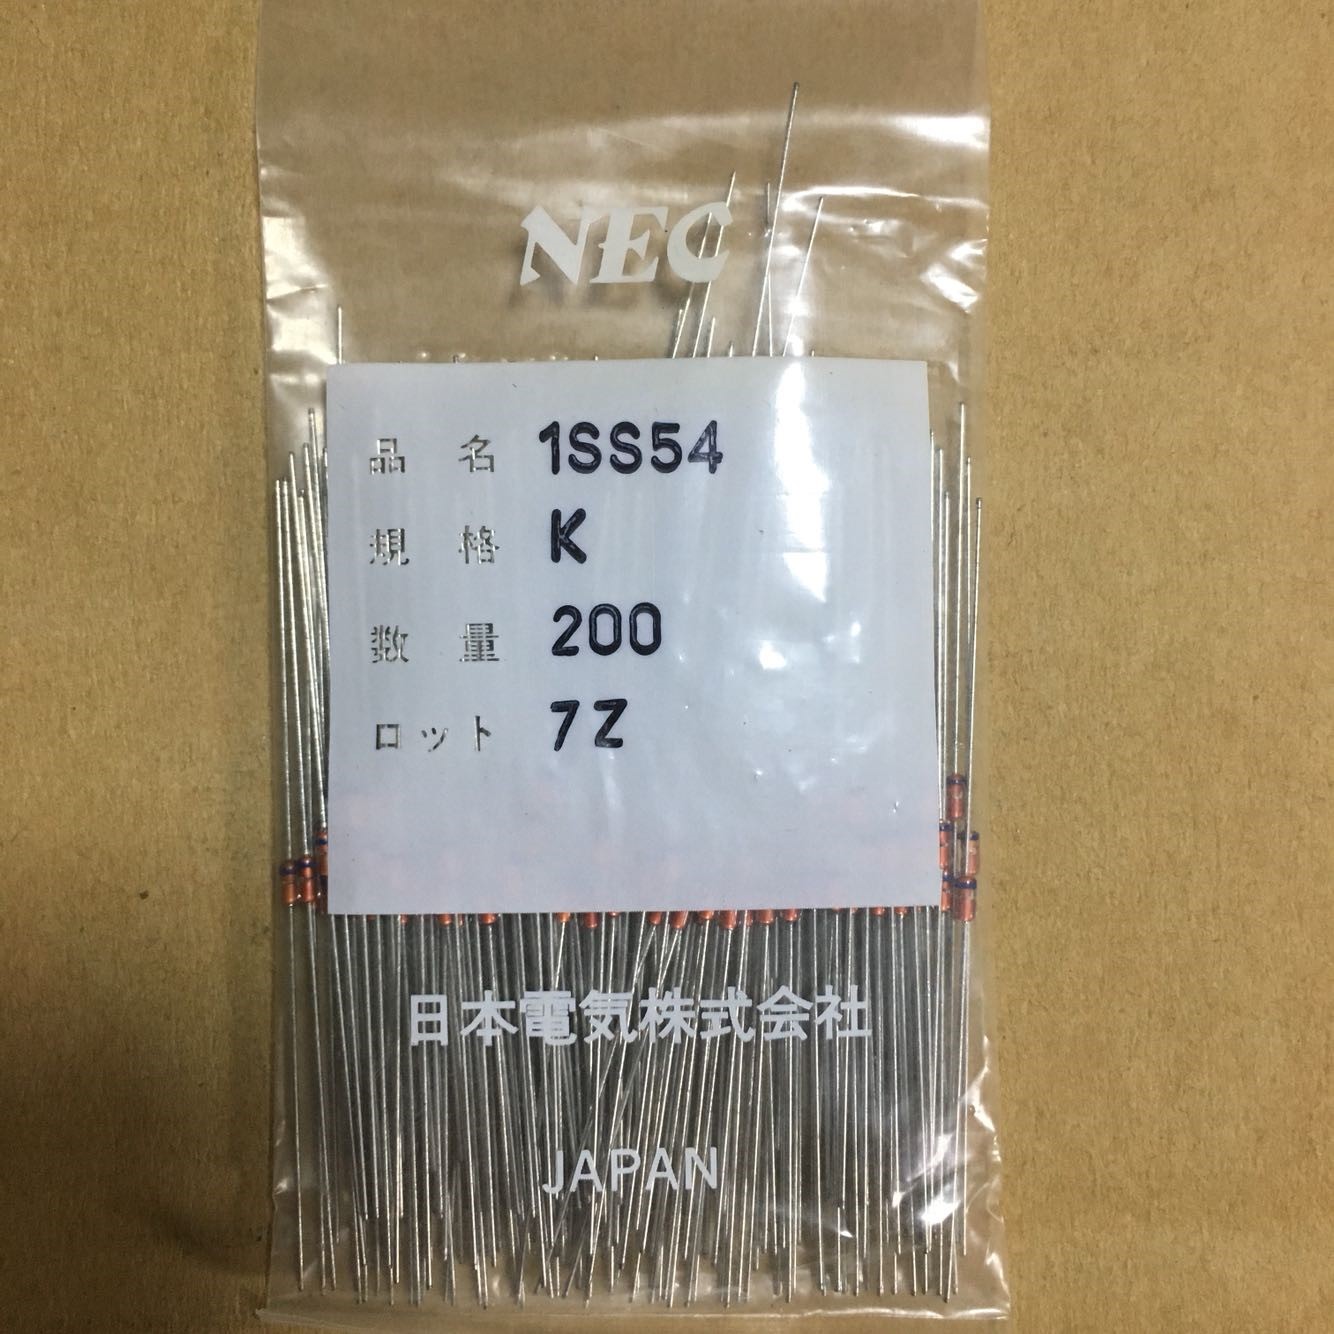 NEC
品名 1SS54
規格 K
数量 200
ロット 7Z
日本電気株式会社
JAPAN